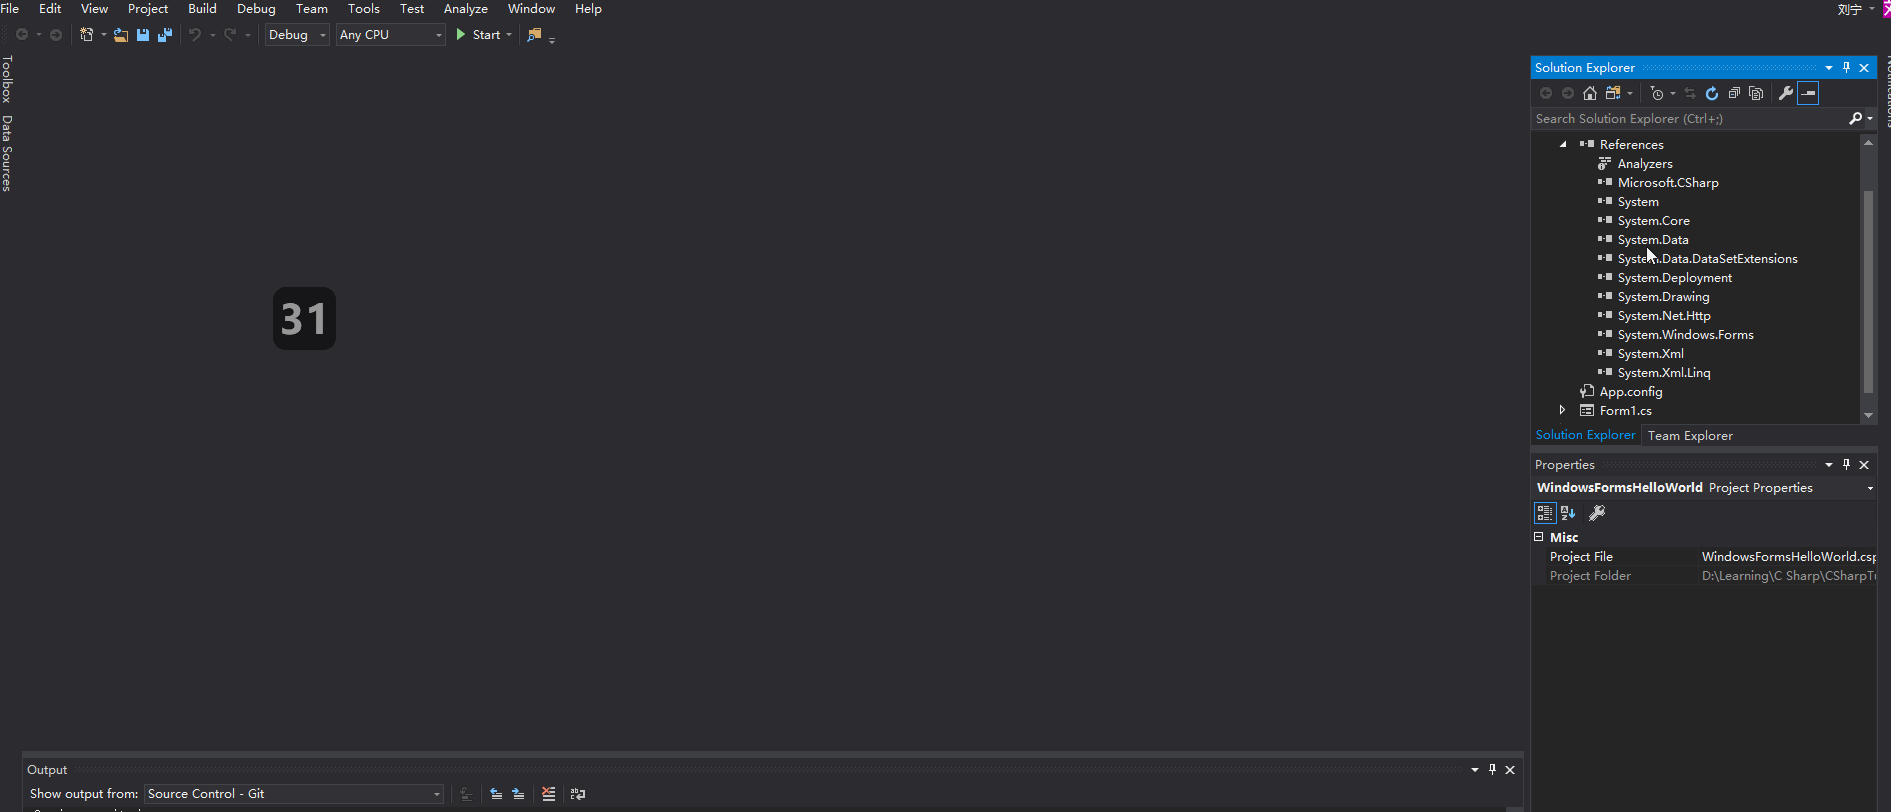 File Edit View Project Build Debug Team Tools Test Analyze Window Help
刘宁
Debug Any CPU Start
Toolbox
Data Sources
31
Solution Explorer
Search Solution Explorer (Ctrl+;)
References
Analyzers
Microsoft.CSharp
System
System.Core
System.Data
System.Data.DataSetExtensions
System.Deployment
System.Drawing
System.Net.Http
System.Windows.Forms
System.Xml
System.Xml.Linq
App.config
Form1.cs
Solution Explorer Team Explorer
Properties
WindowsFormsHelloWorld Project Properties
Misc
Project File WindowsFormsHelloWorld.csp
Project Folder D:\Learning\C Sharp\CSharpTu
Output
Show output from: Source Control - Git